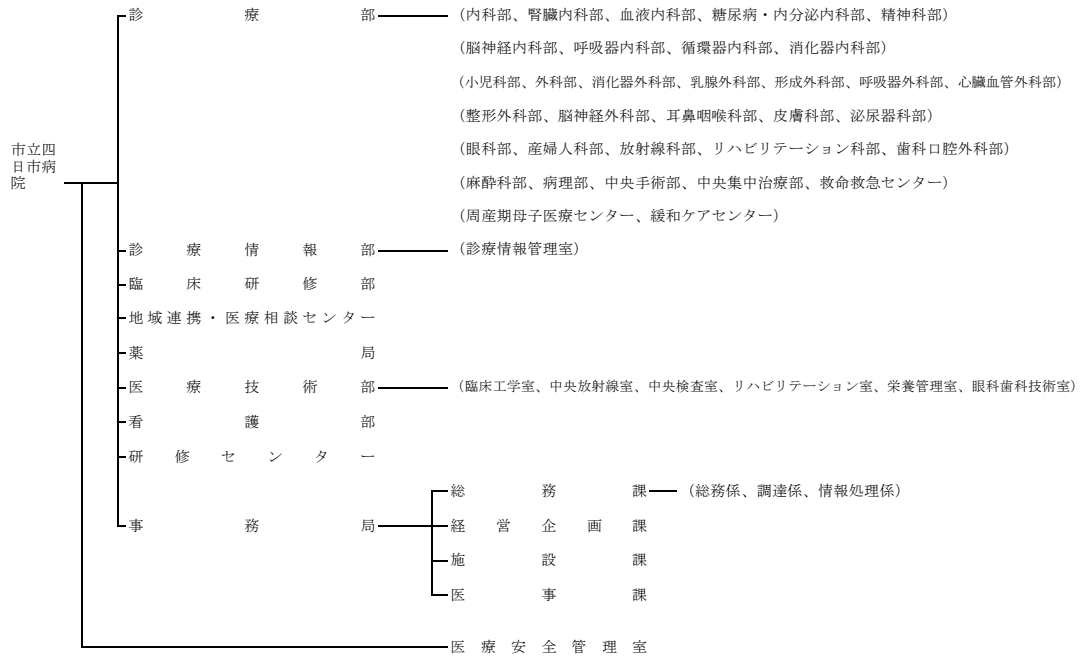 診療部
（内科部、腎臓内科部、血液内科部、糖尿病・内分泌内科部、精神科部）
（脳神経内科部、呼吸器内科部、循環器内科部、消化器内科部）
（小児科部、外科部、消化器外科部、乳腺外科部、形成外科部、呼吸器外科部、心臓血管外科部）
（整形外科部、脳神経外科部、耳鼻咽喉科部、皮膚科部、泌尿器科部）
市立四
日市病
院
（眼科部、産婦人科部、放射線科部、リハビリテーション科部、歯科口腔外科部）
（麻酔科部、病理部、中央手術部、中央集中治療部、救命救急センター）
（周産期母子医療センター、緩和ケアセンター）
診療情報部
（診療情報管理室）
臨床研修部
地域連携・医療相談センター
薬局
医療技術部
（臨床工学室、中央放射線室、中央検査室、リハビリテーション室、栄養管理室、眼科歯科技術室）
看護部
研修センター
総務課
（総務係、調達係、情報処理係）
事務局
経営企画課
施設課
医事課
医療安全管理室